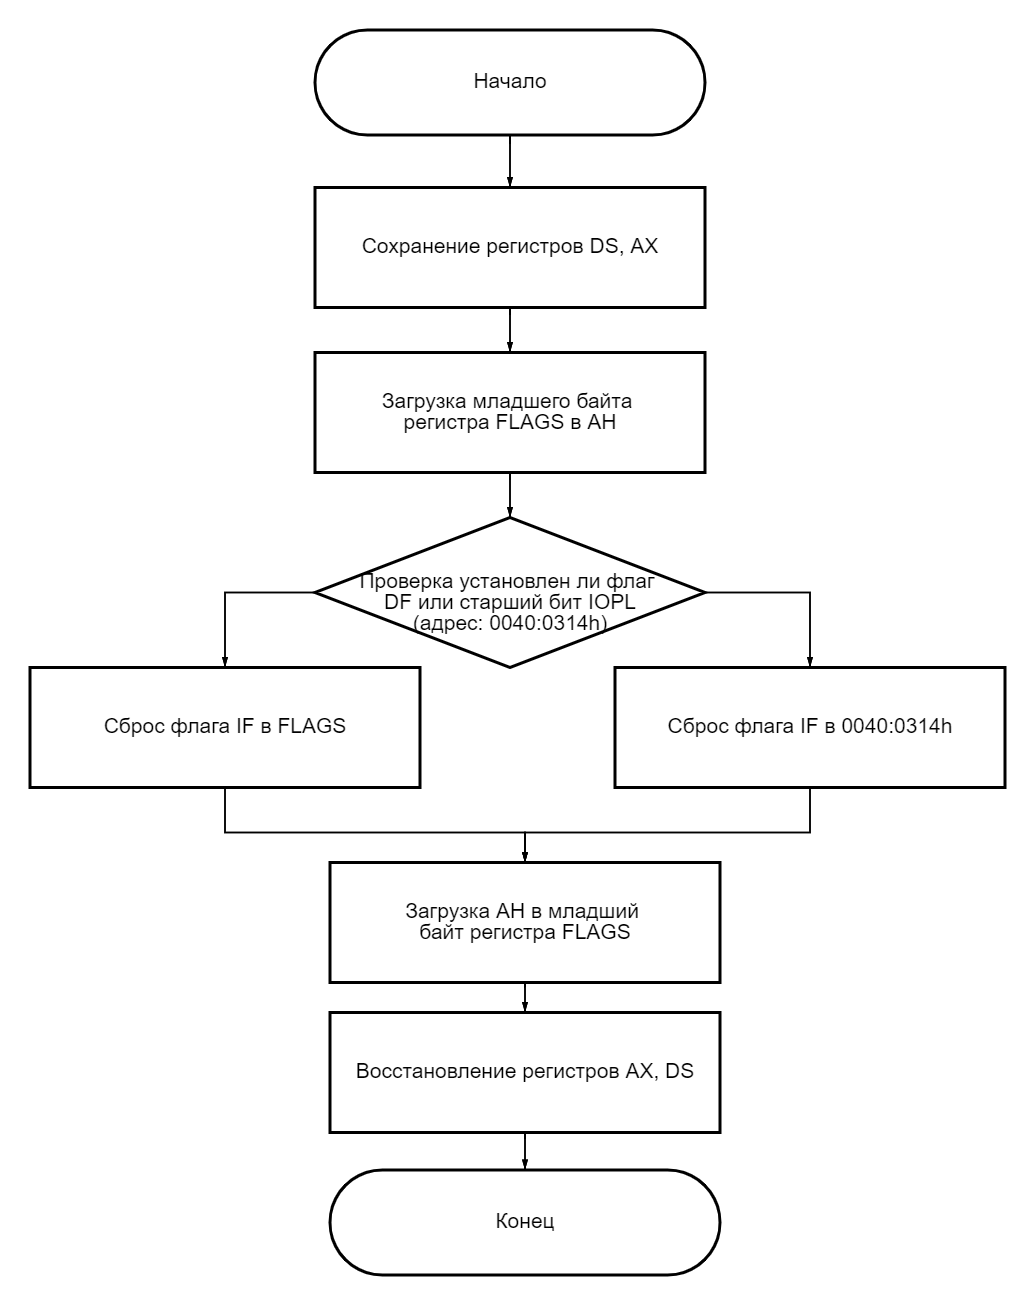 Начало
Сохранение регистров DS, AX
Загрузка младшего байта
регистра FLAGS в AH
Проверка установлен ли флаг
DF или старший бит IOPL
(адрес: 0040:0314h)
Сброс флага IF в FLAGS
Сброс флага IF в 0040:0314h
Загрузка AH в младший
байт регистра FLAGS
Восстановление регистров AX, DS
Конец